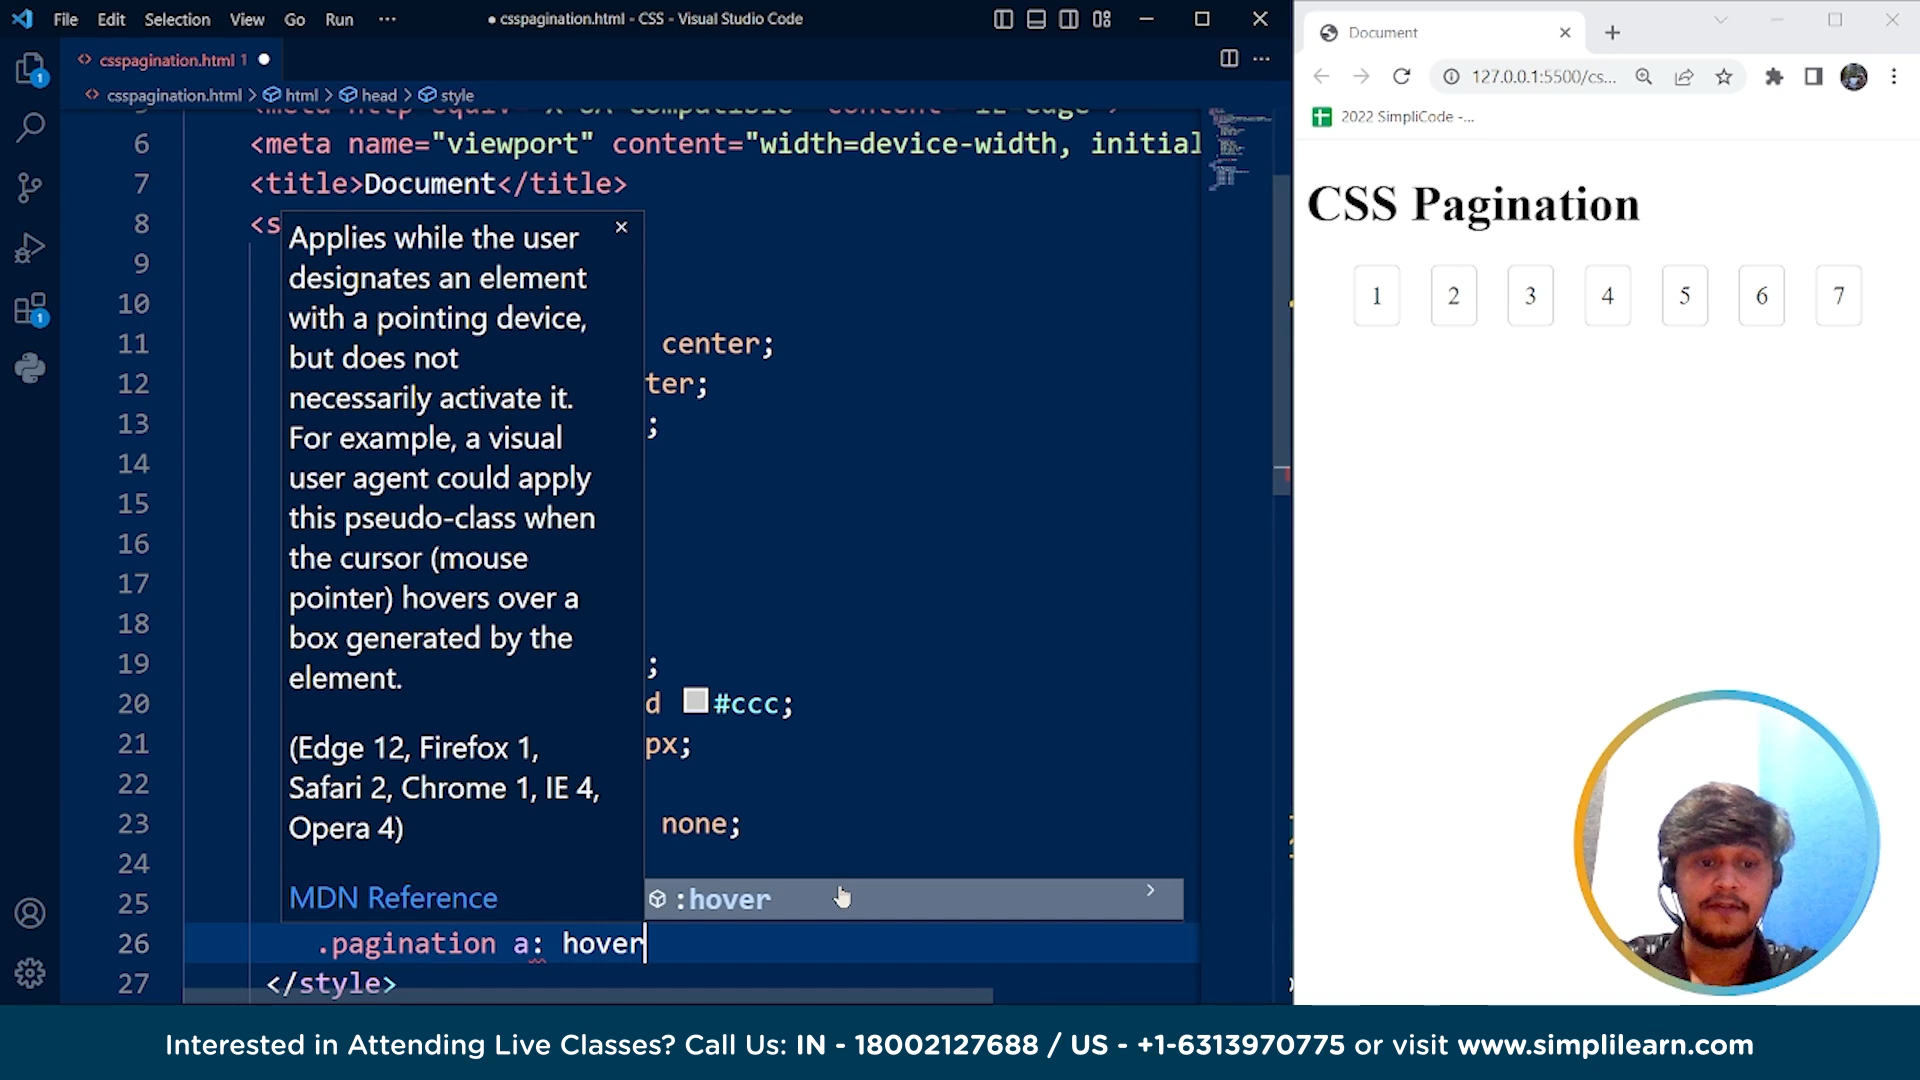 File Edit Selection View Go Run ··· ● csspagination.html - CSS - Visual Studio Code
<> csspagination.html 1 ●
<> csspagination.html > html > head > style
6 <meta name="viewport" content="width=device-width, initial
7 <title>Document</title>
8 <s
9
10
11 center;
12 ter;
13 ;
14
15
16
17
18
19 ;
20 d #ccc;
21 px;
22
23 none;
24
25
26 .pagination a: hover
27 </style>
Applies while the user
designates an element
with a pointing device,
but does not
necessarily activate it.
For example, a visual
user agent could apply
this pseudo-class when
the cursor (mouse
pointer) hovers over a
box generated by the
element.
(Edge 12, Firefox 1,
Safari 2, Chrome 1, IE 4,
Opera 4)
MDN Reference
:hover
1
1
Document
127.0.0.1:5500/cs...
2022 SimpliCode -...
CSS Pagination
1 2 3 4 5 6 7
Interested in Attending Live Classes? Call Us: IN - 18002127688 / US - +1-6313970775 or visit www.simplilearn.com